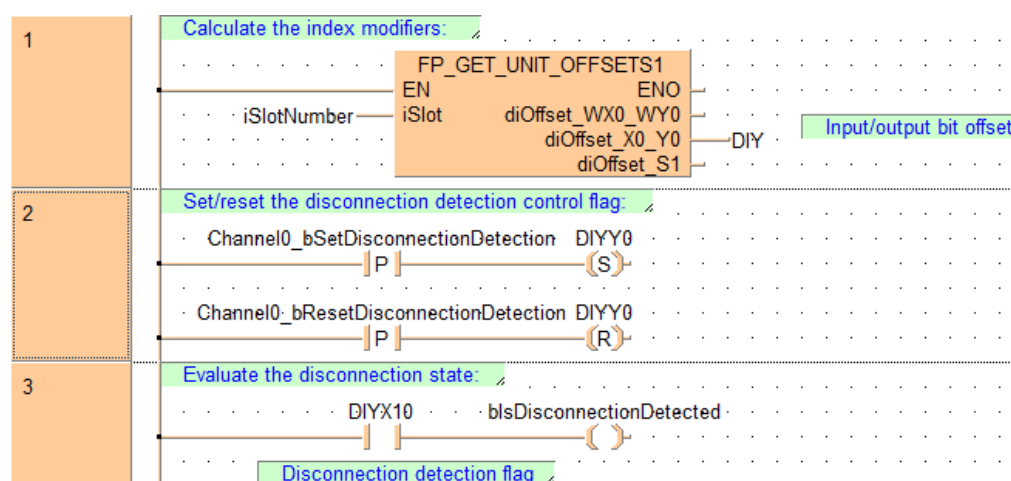 1
Calculate the index modifiers:
FP_GET_UNIT_OFFSETS1
EN ENO
iSlotNumber iSlot diOffset_WX0_WY0
diOffset_X0_Y0 DIY Input/output bit offset
diOffset_S1
2
Set/reset the disconnection detection control flag:
Channel0_bSetDisconnectionDetection DIYY0
P S
Channel0_bResetDisconnectionDetection DIYY0
P R
3
Evaluate the disconnection state:
DIYX10 bIsDisconnectionDetected
Disconnection detection flag